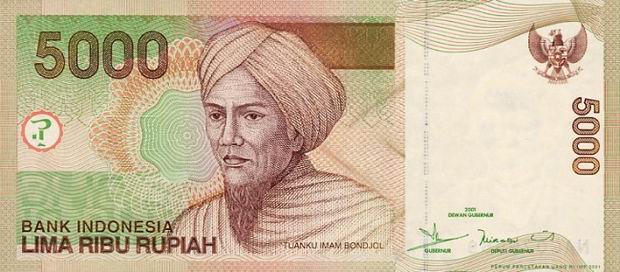 5000
BANK INDONESIA
LIMA RIBU RUPIAH
TUANKU IMAM BONDJOL
5000
2001
DEWAN GUBERNUR
GUBERNUR
DEPUTI GUBERNUR
PERUM PERCETAKAN UANG RI IMP 2001